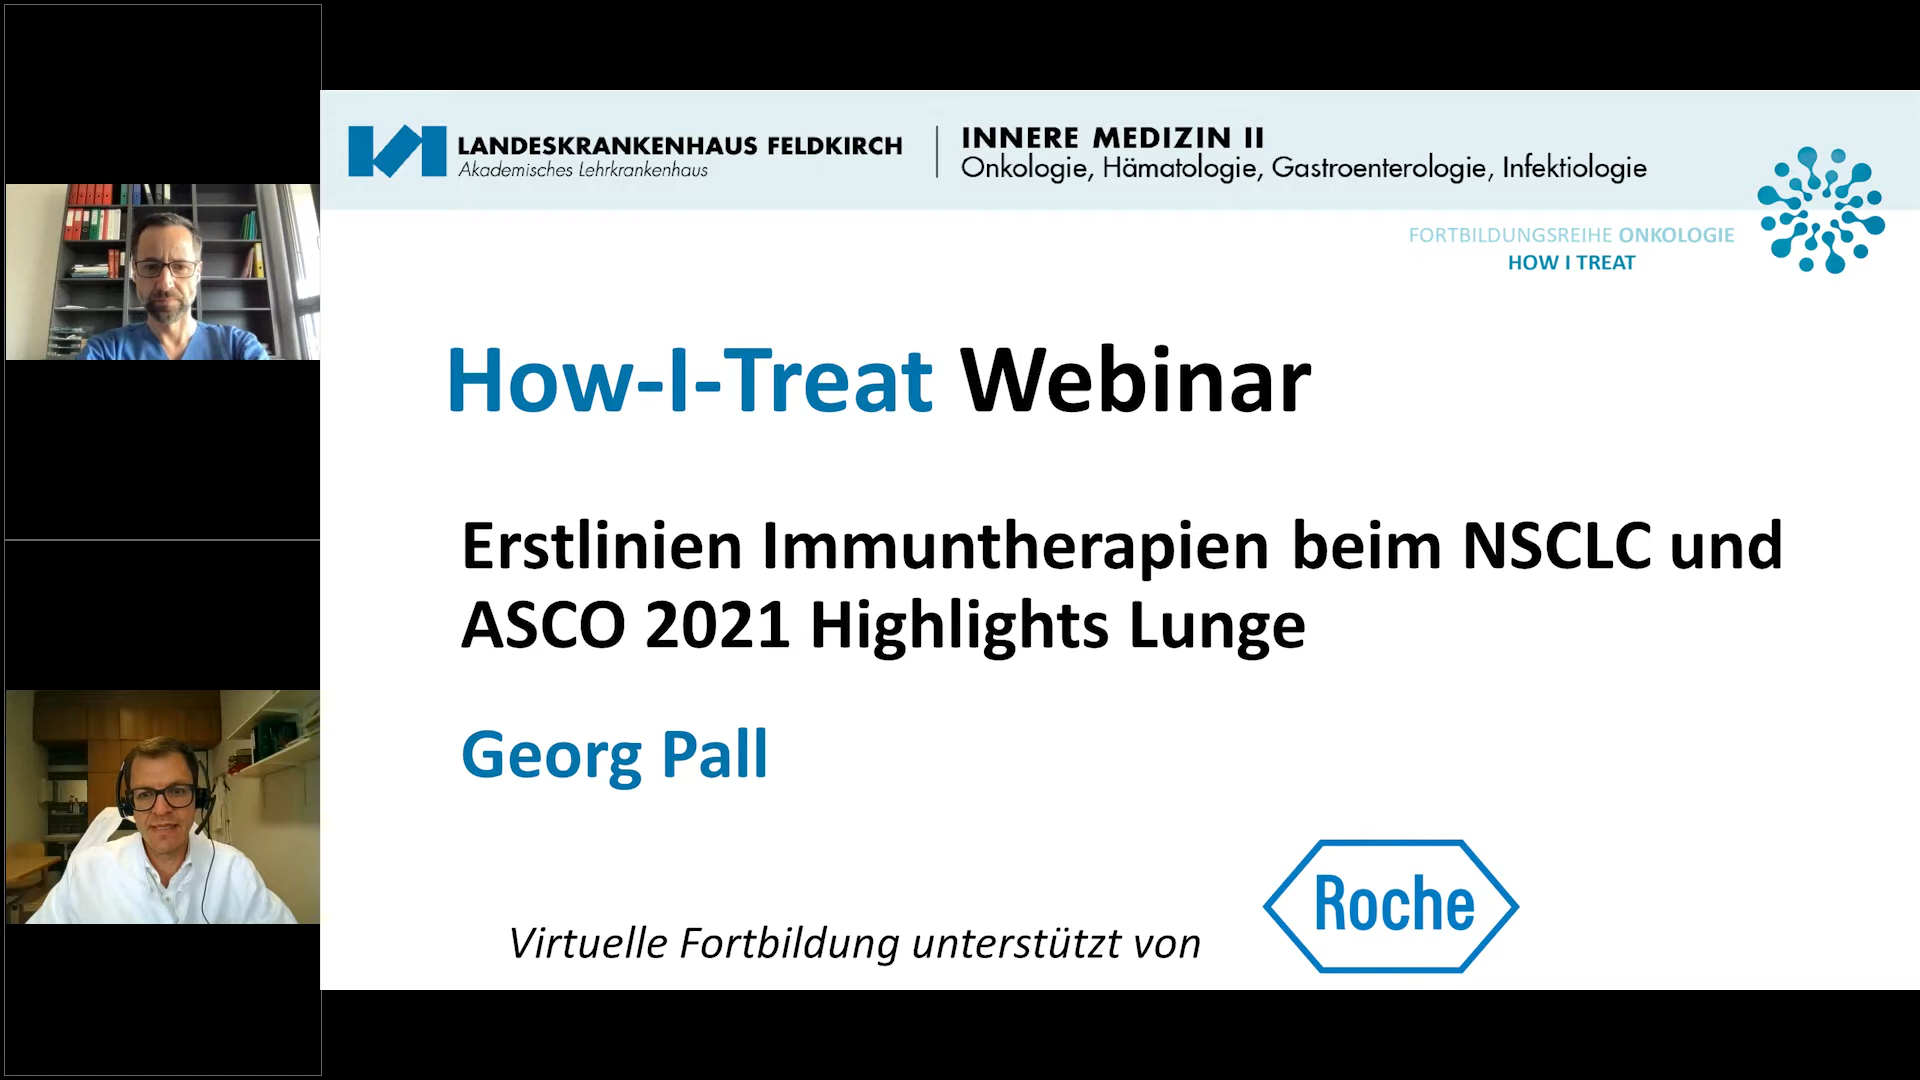 LANDESKRANKENHAUS FELDKIRCH
Akademisches Lehrkrankenhaus
INNERE MEDIZIN II
Onkologie, Hämatologie, Gastroenterologie, Infektiologie
FORTBILDUNGSREIHE ONKOLOGIE
HOW I TREAT
How-I-Treat Webinar
Erstlinien Immuntherapien beim NSCLC und
ASCO 2021 Highlights Lunge
Georg Pall
Virtuelle Fortbildung unterstützt von
Roche